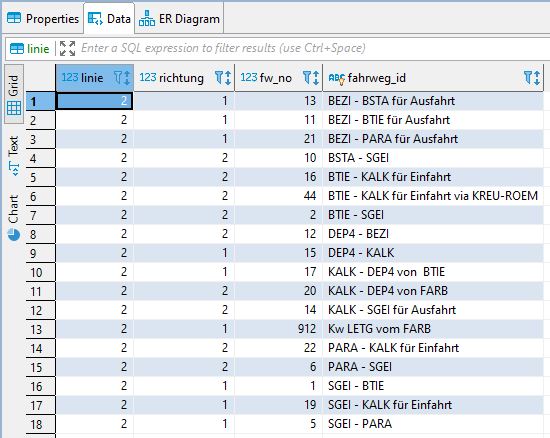 Properties Data ER Diagram
linie Enter a SQL expression to filter results (use Ctrl+Space)
Grid
Text
Chart
123 linie 123 richtung 123 fw_no ABC fahrweg_id
1 2 1 13 BEZI - BSTA für Ausfahrt
2 2 1 11 BEZI - BTIE für Ausfahrt
3 2 1 21 BEZI - PARA für Ausfahrt
4 2 2 10 BSTA - SGEI
5 2 2 16 BTIE - KALK für Einfahrt
6 2 2 44 BTIE - KALK für Einfahrt via KREU-ROEM
7 2 2 2 BTIE - SGEI
8 2 2 12 DEP4 - BEZI
9 2 1 15 DEP4 - KALK
10 2 1 17 KALK - DEP4 von  BTIE
11 2 2 20 KALK - DEP4 von FARB
12 2 2 14 KALK - SGEI für Ausfahrt
13 2 1 912 Kw LETG vom FARB
14 2 2 22 PARA - KALK für Einfahrt
15 2 2 6 PARA - SGEI
16 2 1 1 SGEI - BTIE
17 2 1 19 SGEI - KALK für Einfahrt
18 2 1 5 SGEI - PARA